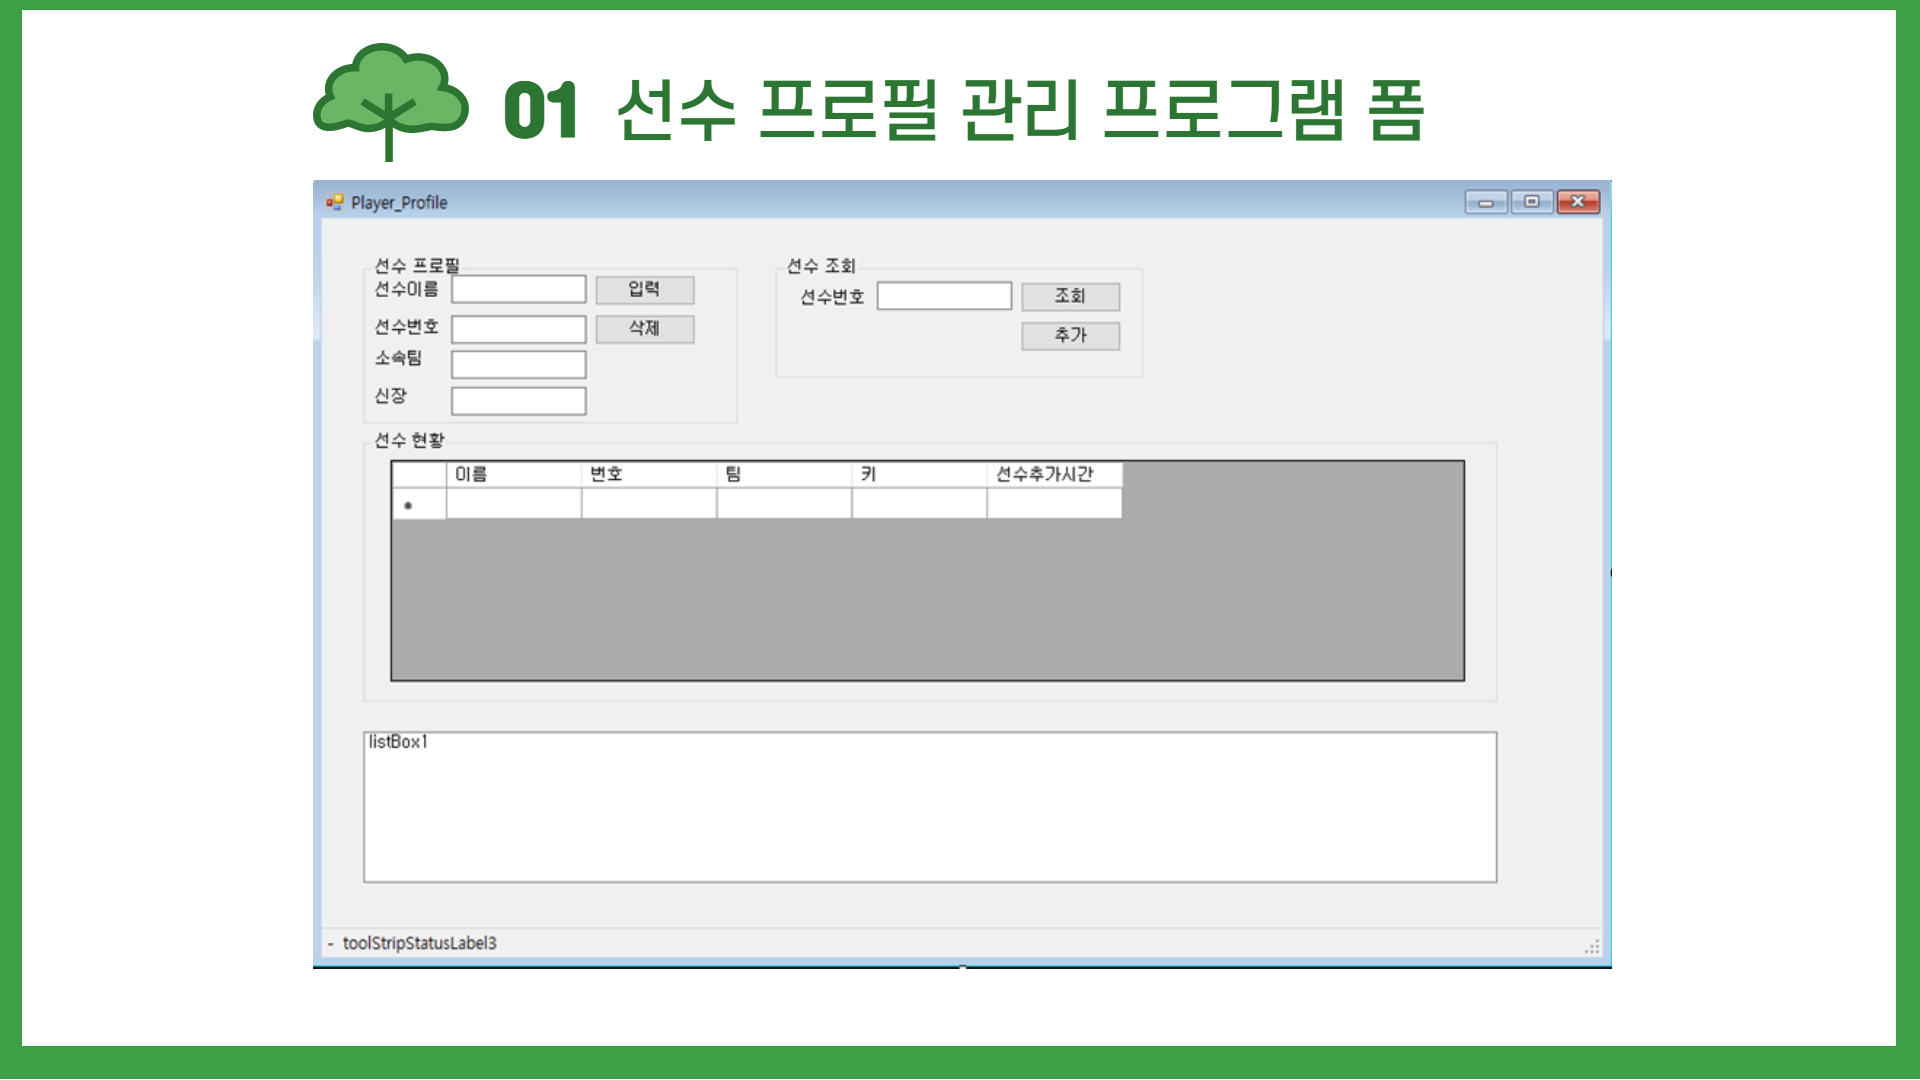 01 선수 프로필 관리 프로그램 폼
Player_Profile
선수 프로필
선수이름
입력
선수번호
삭제
소속팀
신장
선수 조회
선수번호
조회
추가
선수 현황
이름 번호 팀 키 선수추가시간
listBox1
- toolStripStatusLabel3